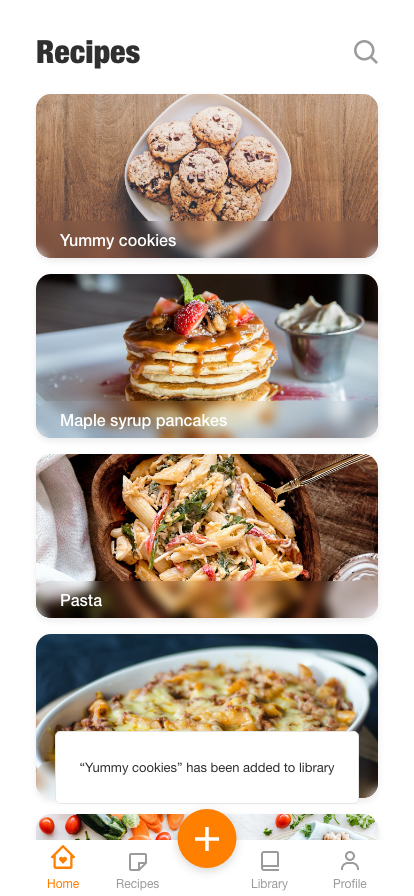 Recipes
Yummy cookies
Maple syrup pancakes
Pasta
“Yummy cookies” has been added to library
Home
Recipes
Library
Profile